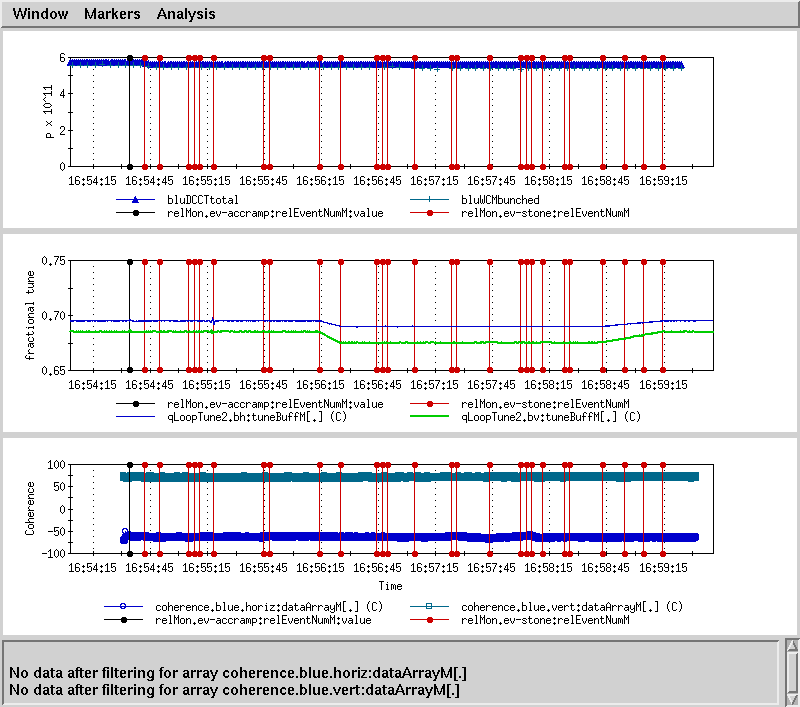 Window Markers Analysis
6
4
2
0
p x 10^11
16:54:15 16:54:45 16:55:15 16:55:45 16:56:15 16:56:45 16:57:15 16:57:45 16:58:15 16:58:45 16:59:15
bluDCCTtotal bluWCMbunched
relMon.ev-accramp:relEventNumM:value relMon.ev-stone:relEventNumM
0.75
0.70
0.65
fractional tune
16:54:15 16:54:45 16:55:15 16:55:45 16:56:15 16:56:45 16:57:15 16:57:45 16:58:15 16:58:45 16:59:15
relMon.ev-accramp:relEventNumM:value relMon.ev-stone:relEventNumM
qLoopTune2.bh:tuneBuffM[.] (C) qLoopTune2.bv:tuneBuffM[.] (C)
100
50
0
-50
-100
Coherence
16:54:15 16:54:45 16:55:15 16:55:45 16:56:15 16:56:45 16:57:15 16:57:45 16:58:15 16:58:45 16:59:15
Time
coherence.blue.horiz:dataArrayM[.] (C) coherence.blue.vert:dataArrayM[.] (C)
relMon.ev-accramp:relEventNumM:value relMon.ev-stone:relEventNumM
No data after filtering for array coherence.blue.horiz:dataArrayM[.]
No data after filtering for array coherence.blue.vert:dataArrayM[.]